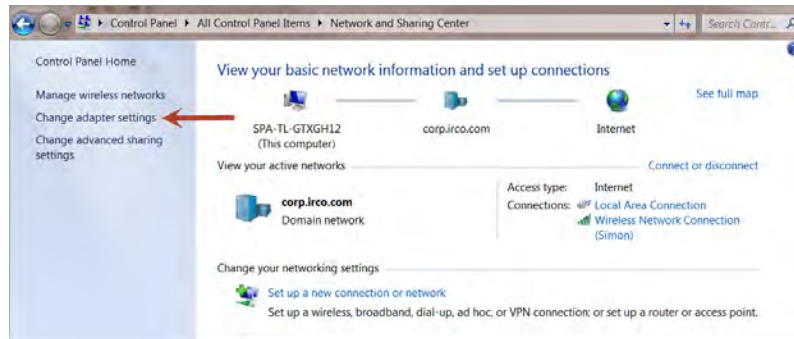 Control Panel ▸ All Control Panel Items ▸ Network and Sharing Center
Search Contr...
Control Panel Home
Manage wireless networks
Change adapter settings
Change advanced sharing
settings
View your basic network information and set up connections
See full map
SPA-TL-GTXGH12
(This computer)
corp.irco.com
Internet
View your active networks
Connect or disconnect
corp.irco.com
Domain network
Access type: Internet
Connections: Local Area Connection
Wireless Network Connection
(Simon)
Change your networking settings
Set up a new connection or network
Set up a wireless, broadband, dial-up, ad hoc, or VPN connection; or set up a router or access point.